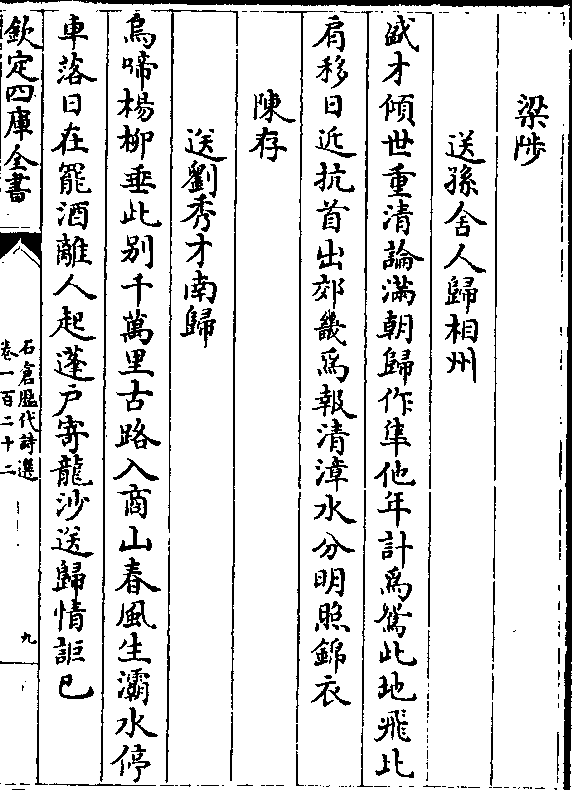 梁陟
送孫舍人歸相州
盛才傾世重清論滿朝歸作隼他年計爲鴛此地飛比
肩移日近抗首出郊畿爲報清漳水分明照錦衣
陳存
送劉秀才南歸
烏啼楊柳垂此别千萬里古路入商山春風生灞水停
車落日在罷酒離人起蓬户寄龍沙送歸情詎已
欽定四庫全書
石倉歷代詩選
卷一百二十二
九